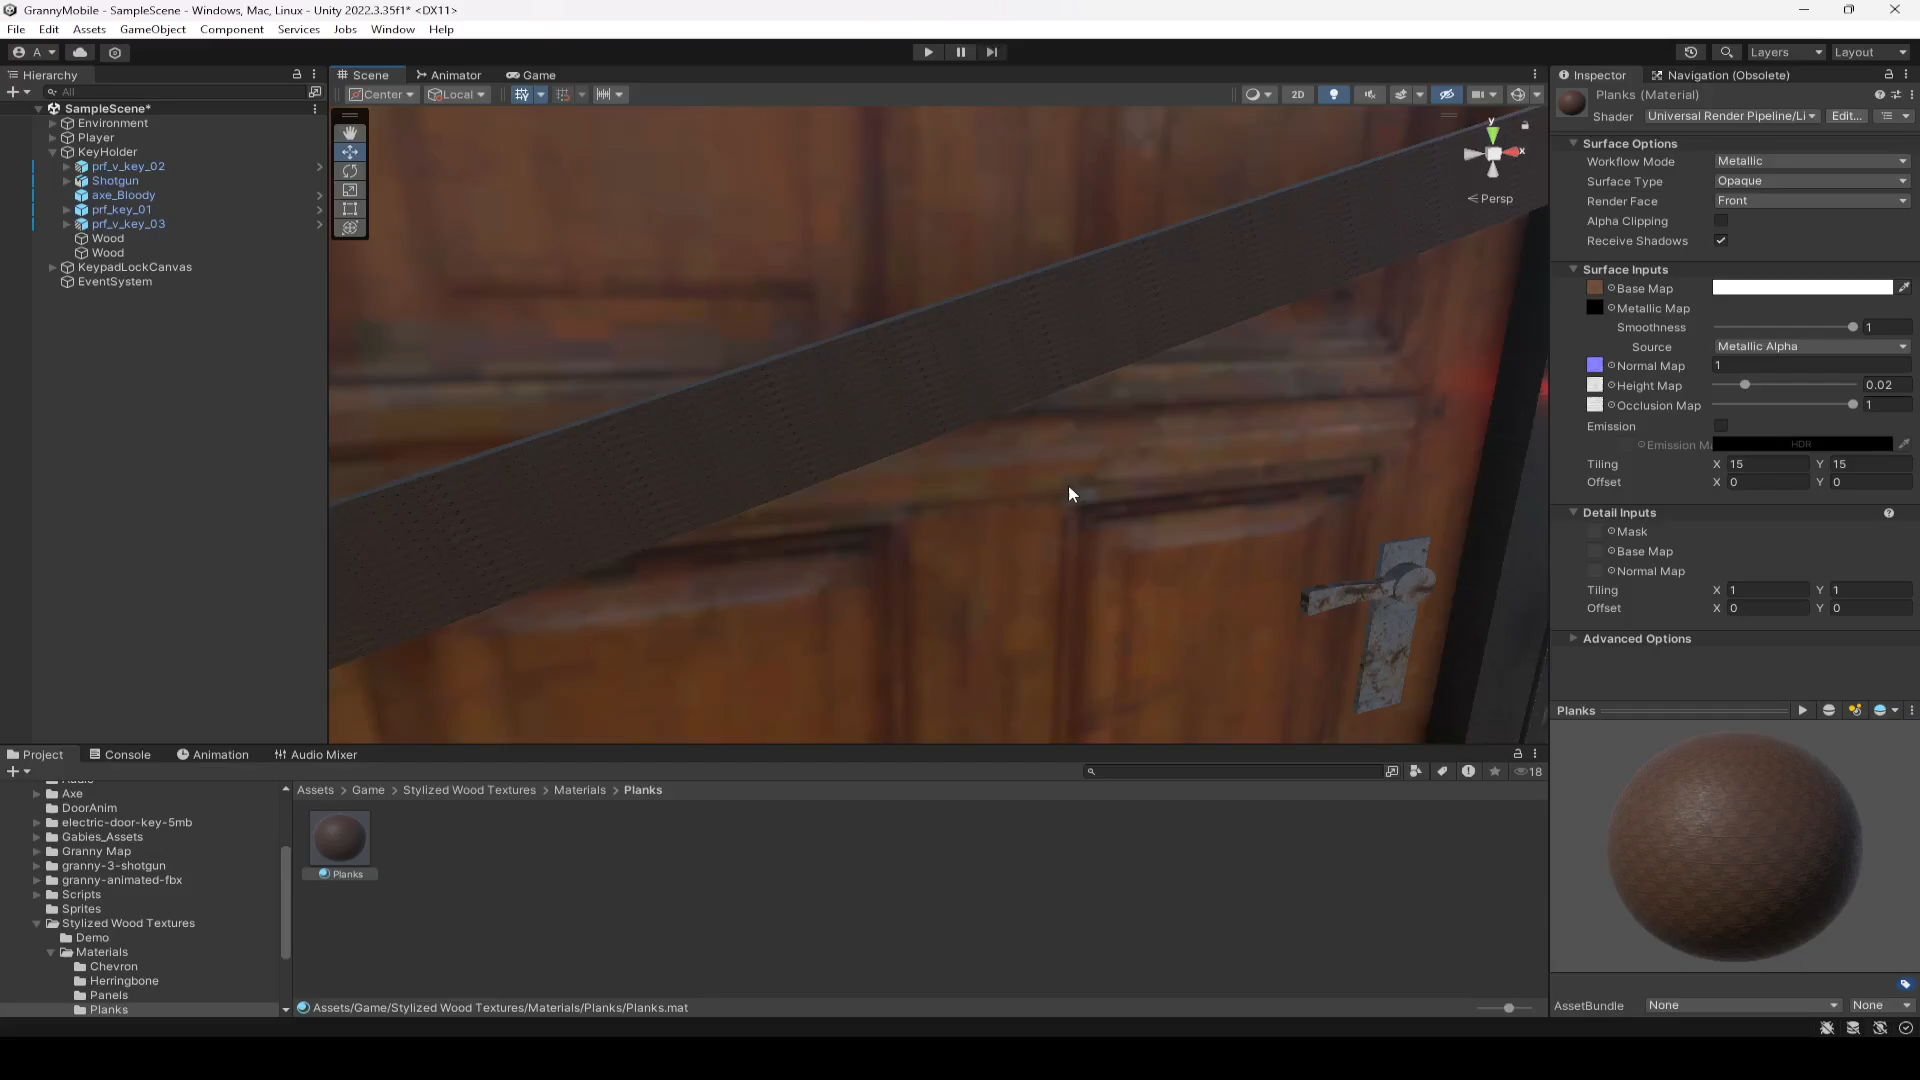 GrannyMobile - SampleScene - Windows, Mac, Linux - Unity 2022.3.35f1* <DX11>
File Edit Assets GameObject Component Services Jobs Window Help
A Layers Layout
Hierarchy
All
SampleScene*
Environment
Player
KeyHolder
prf_v_key_02
Shotgun
axe_Bloody
prf_key_01
prf_v_key_03
Wood
Wood
KeypadLockCanvas
EventSystem
Scene Animator Game
Center Local 2D
y
x
< Persp
Inspector Navigation (Obsolete)
Planks (Material)
Shader Universal Render Pipeline/Li Edit...
Surface Options
Workflow Mode Metallic
Surface Type Opaque
Render Face Front
Alpha Clipping
Receive Shadows
Surface Inputs
Base Map
Metallic Map
Smoothness 1
Source Metallic Alpha
Normal Map 1
Height Map 0.02
Occlusion Map 1
Emission
Emission M HDR
Tiling X 15 Y 15
Offset X 0 Y 0
Detail Inputs
Mask
Base Map
Normal Map
Tiling X 1 Y 1
Offset X 0 Y 0
Advanced Options
Planks
AssetBundle None None
Project Console Animation Audio Mixer
18
Axe
DoorAnim
electric-door-key-5mb
Gabies_Assets
Granny Map
granny-3-shotgun
granny-animated-fbx
Scripts
Sprites
Stylized Wood Textures
Demo
Materials
Chevron
Herringbone
Panels
Planks
Assets > Game > Stylized Wood Textures > Materials > Planks
Planks
Assets/Game/Stylized Wood Textures/Materials/Planks/Planks.mat